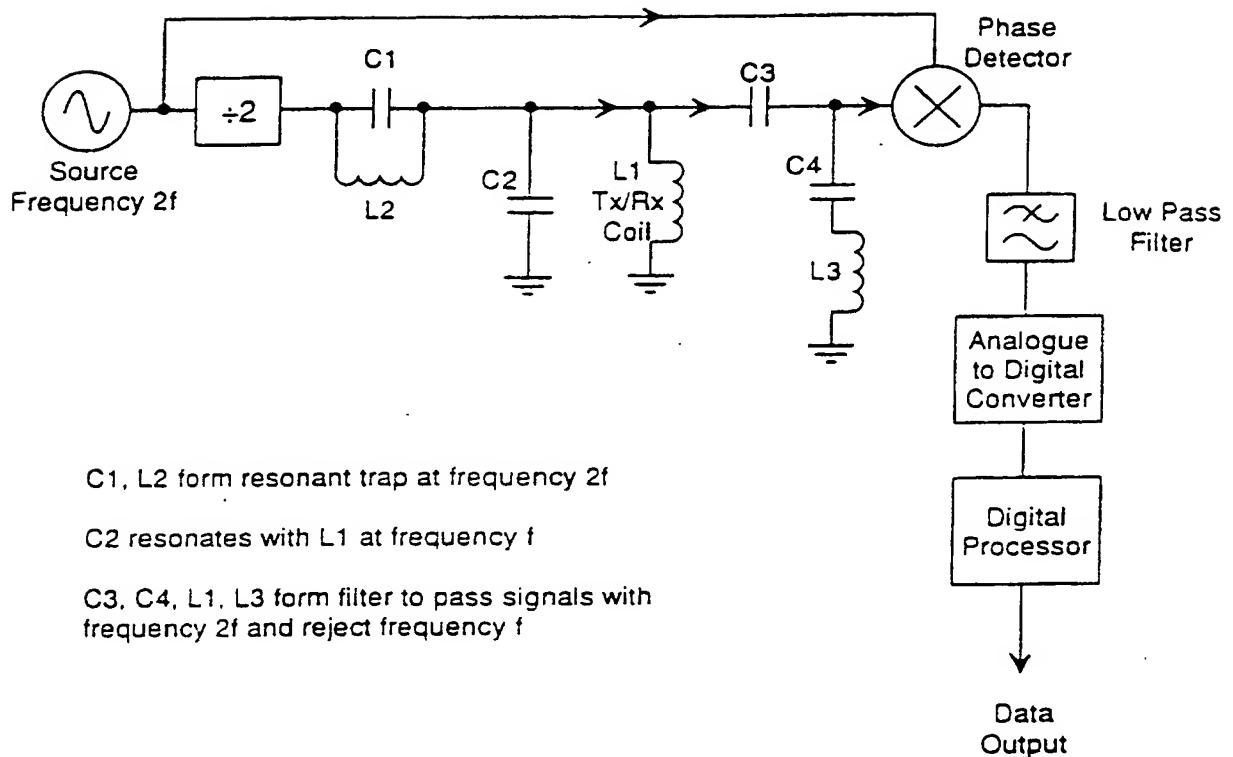 Phase
Detector
C1
C3
÷2
Source
Frequency 2f
L2
C2
L1
Tx/Rx
Coil
C4
L3
Low Pass
Filter
Analogue
to Digital
Converter
C1, L2 form resonant trap at frequency 2f
C2 resonates with L1 at frequency f
C3, C4, L1, L3 form filter to pass signals with
frequency 2f and reject frequency f
Digital
Processor
Data
Output